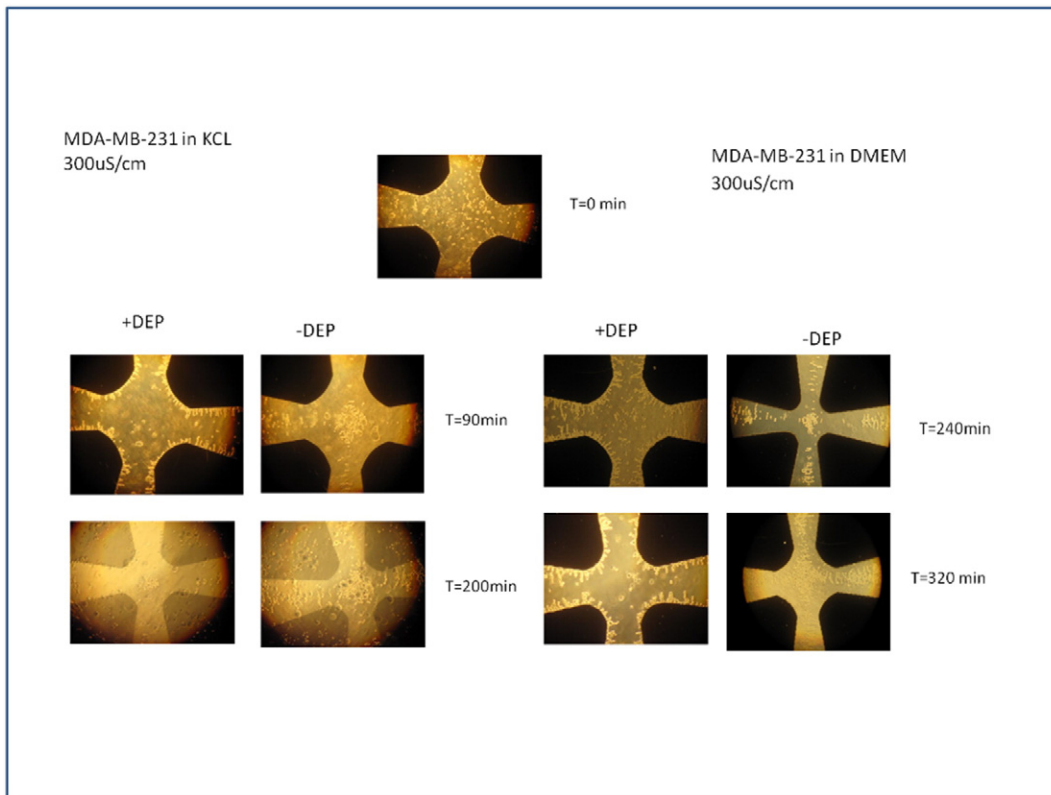 MDA-MB-231 in KCL
300uS/cm
T=0 min
MDA-MB-231 in DMEM
300uS/cm
+DEP
-DEP
+DEP
-DEP
T=90min
T=240min
T=200min
T=320 min